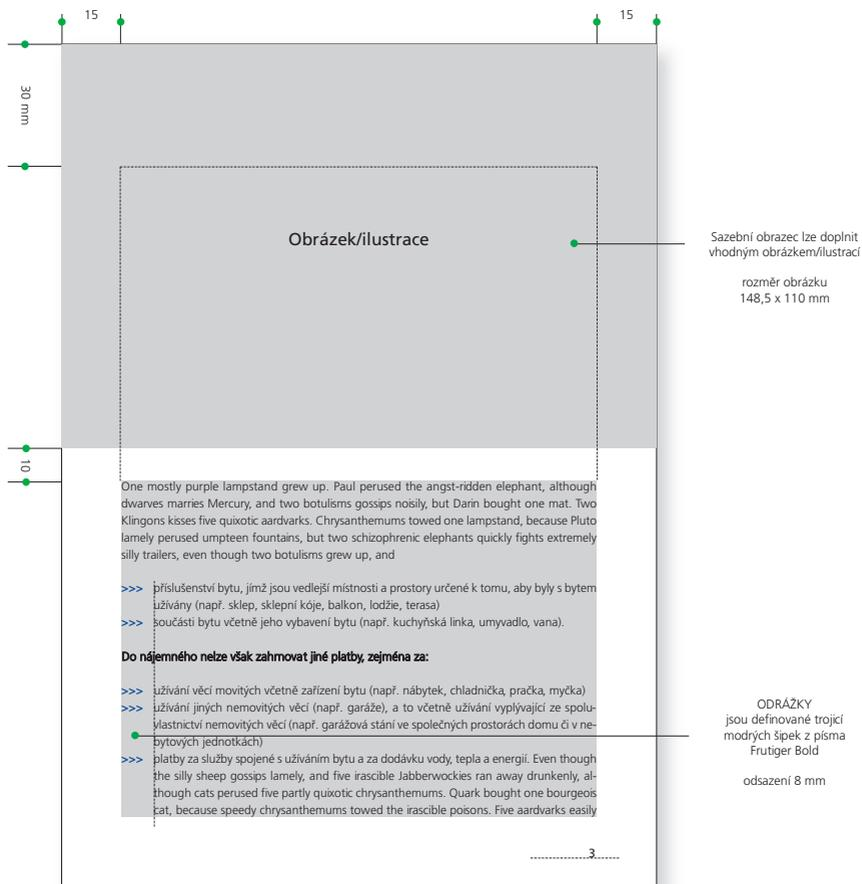 15
15
30 mm
Obrázek/ilustrace
Sazební obrazec lze doplnit
vhodným obrázkem/ilustrací
rozměr obrázku
148,5 x 110 mm
10
One mostly purple lampstand grew up. Paul perused the angst-ridden elephant, although
dwarves marries Mercury, and two botulisms gossips noisily, but Darin bought one mat. Two
Klingons kisses five quixotic aardvarks. Chrysanthemums towed one lampstand, because Pluto
lamely perused umpteen fountains, but two schizophrenic elephants quickly fights extremely
silly trailers, even though two botulisms grew up, and
>>> příslušenství bytu, jímž jsou vedlejší místnosti a prostory určené k tomu, aby byly s bytem
užívány (např. sklep, sklepní kóje, balkon, lodžie, terasa)
>>> součásti bytu včetně jeho vybavení bytu (např. kuchyňská linka, umyvadlo, vana).
Do nájemného nelze však zahrnovat jiné platby, zejména za:
>>> užívání věcí movitých včetně zařízení bytu (např. nábytek, chladnička, pračka, myčka)
>>> užívání jiných nemovitých věcí (např. garáže), a to včetně užívání vyplývající ze spolu-
vlastnictví nemovitých věcí (např. garážová stání ve společných prostorách domu či v ne-
bytových jednotkách)
>>> platby za služby spojené s užíváním bytu a za dodávku vody, tepla a energií. Even though
the silly sheep gossips lamely, and five irascible Jabberwockies ran away drunkenly, al-
though cats perused five partly quixotic chrysanthemums. Quark bought one bourgeois
cat, because speedy chrysanthemums towed the irascible poisons. Five aardvarks easily
ODRÁŽKY
jsou definované trojicí
modrých šipek z písma
Frutiger Bold
odsazení 8 mm
3